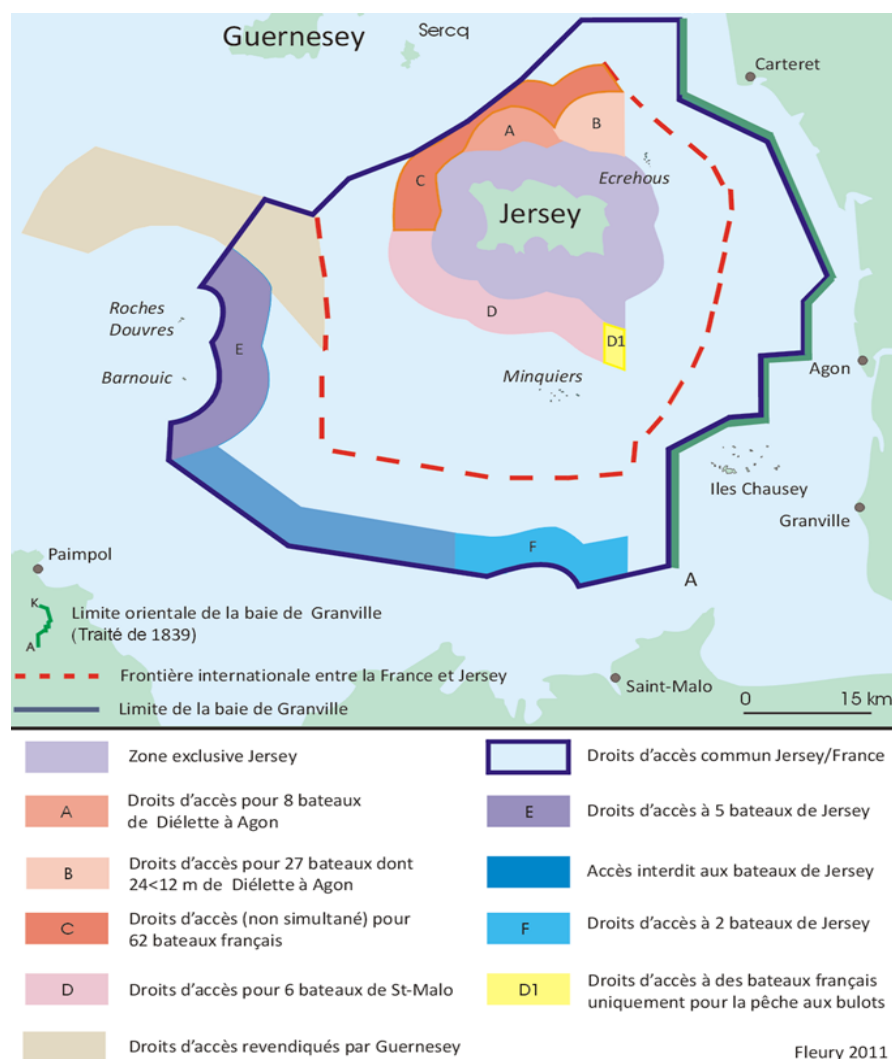 Guernesey
Sercq
Carteret
A
B
C
Ecrehous
Jersey
Roches
Douvres
D
E
D1
Barnouic
Minquiers
Agon
Iles Chausey
Granville
F
Paimpol
A
K
A
Limite orientale de la baie de Granville
(Traité de 1839)
Frontière internationale entre la France et Jersey
Saint-Malo
0 15 km
Limite de la baie de Granville
Zone exclusive Jersey
Droits d'accès commun Jersey/France
A
Droits d'accès pour 8 bateaux
de Diélette à Agon
E
Droits d'accès à 5 bateaux de Jersey
B
Droits d'accès pour 27 bateaux dont
24<12 m de Diélette à Agon
Accès interdit aux bateaux de Jersey
C
Droits d'accès (non simultané) pour
62 bateaux français
F
Droits d'accès à 2 bateaux de Jersey
D
Droits d'accès pour 6 bateaux de St-Malo
D1
Droits d'accès à des bateaux français
uniquement pour la pêche aux bulots
Droits d'accès revendiqués par Guernesey
Fleury 2011